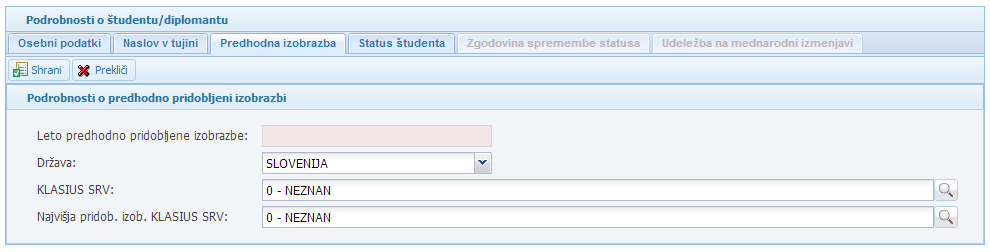 Podrobnosti o študentu/diplomantu
Osebni podatki Naslov v tujini Predhodna izobrazba Status študenta Zgodovina spremembe statusa Udeležba na mednarodni izmenjavi
Shrani Prekliči
Podrobnosti o predhodno pridobljeni izobrazbi
Leto predhodno pridobljene izobrazbe:
Država: SLOVENIJA
KLASIUS SRV: 0 - NEZNAN
Najvišja pridob. izob. KLASIUS SRV: 0 - NEZNAN